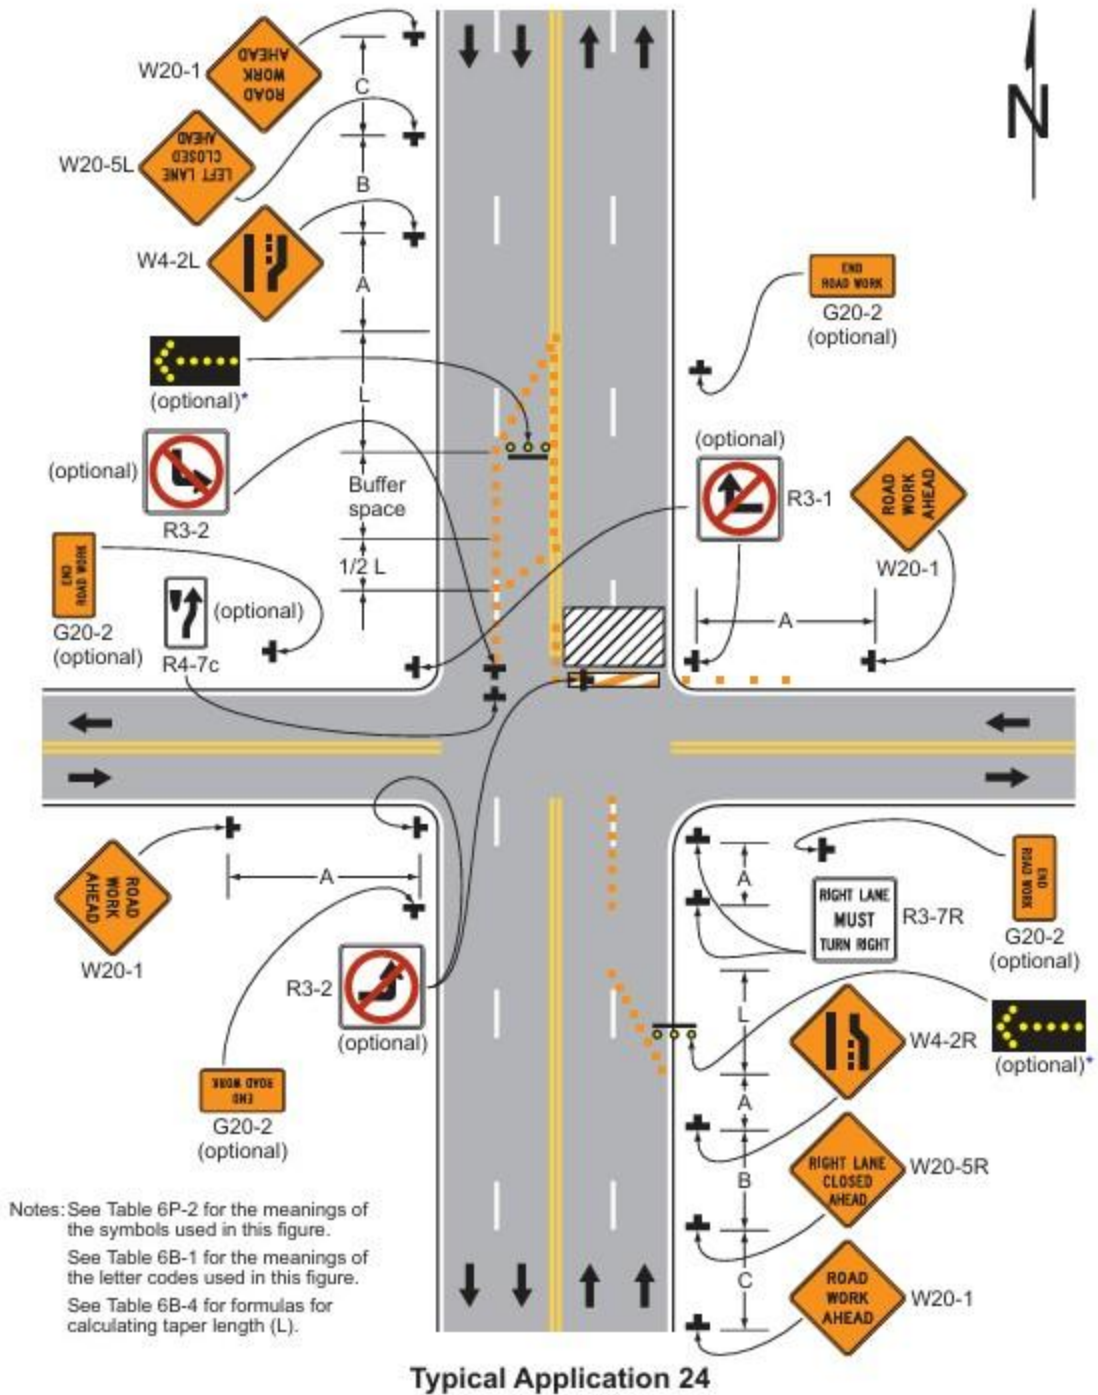 ROAD
WORK
AHEAD
W20-1
C
LEFT LANE
CLOSED
AHEAD
W20-5L
B
W4-2L
A
N
END
ROAD WORK
G20-2
(optional)
(optional)*
L
(optional)
R3-2
Buffer
space
(optional)
R3-1
ROAD
WORK
AHEAD
W20-1
END
ROAD WORK
G20-2
(optional)
1/2 L
(optional)
R4-7c
A
ROAD
WORK
AHEAD
W20-1
A
A
RIGHT LANE
MUST
TURN RIGHT
R3-7R
END
ROAD WORK
G20-2
(optional)
R3-2
(optional)
L
W4-2R
(optional)*
END
ROAD WORK
G20-2
(optional)
A
RIGHT LANE
CLOSED
AHEAD
W20-5R
B
C
ROAD
WORK
AHEAD
W20-1
Notes: See Table 6P-2 for the meanings of
the symbols used in this figure.
See Table 6B-1 for the meanings of
the letter codes used in this figure.
See Table 6B-4 for formulas for
calculating taper length (L).
Typical Application 24